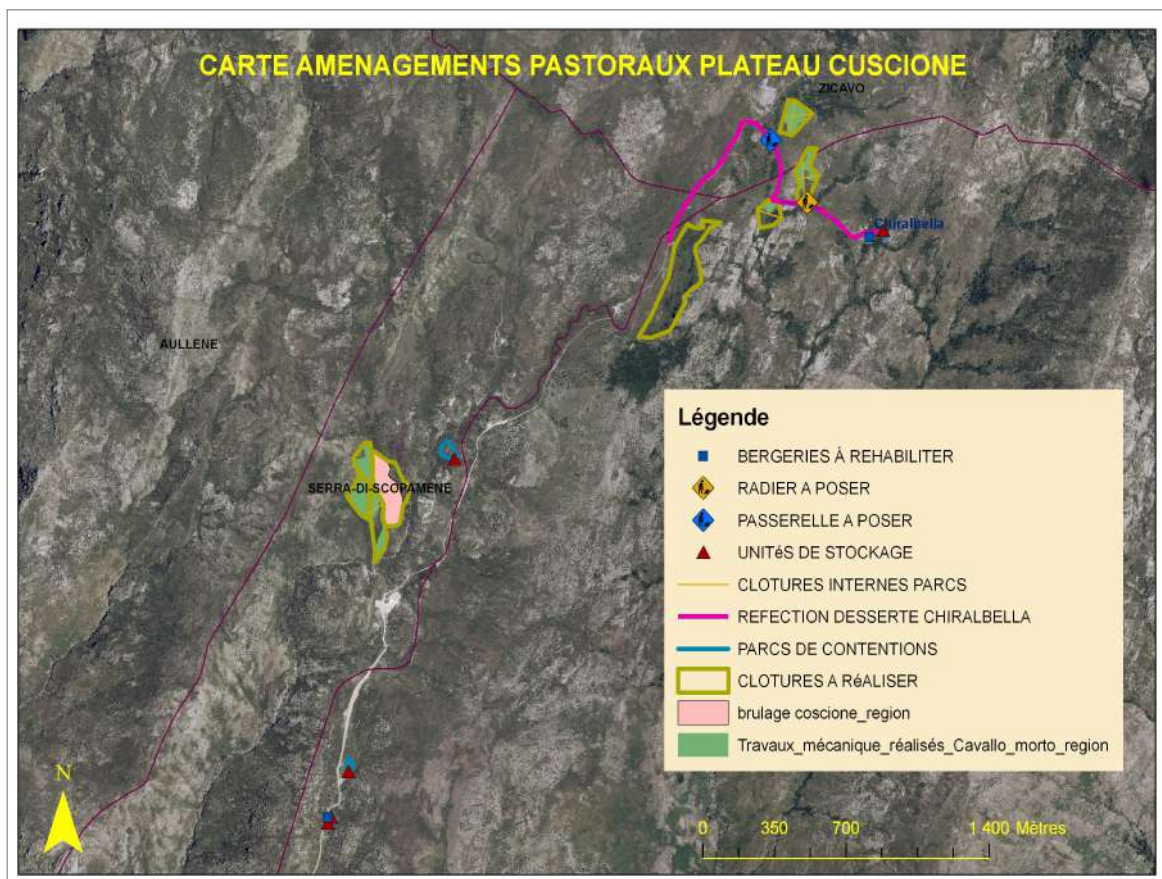 CARTE AMENAGEMENTS PASTORAUX PLATEAU CUSCIONE
ZICAVO
Chiralbella
AULLENE
SERRA-DI-SCOPAMENE
Légende
BERGERIES À REHABILITER
RADIER A POSER
PASSERELLE A POSER
UNITéS DE STOCKAGE
CLOTURES INTERNES PARCS
REFECTION DESSERTE CHIRALBELLA
PARCS DE CONTENTIONS
CLOTURES A RéALISER
brulage coscione_region
Travaux_mécanique_réalisés_Cavallo_morto_region
N
0 350 700 1 400 Mètres